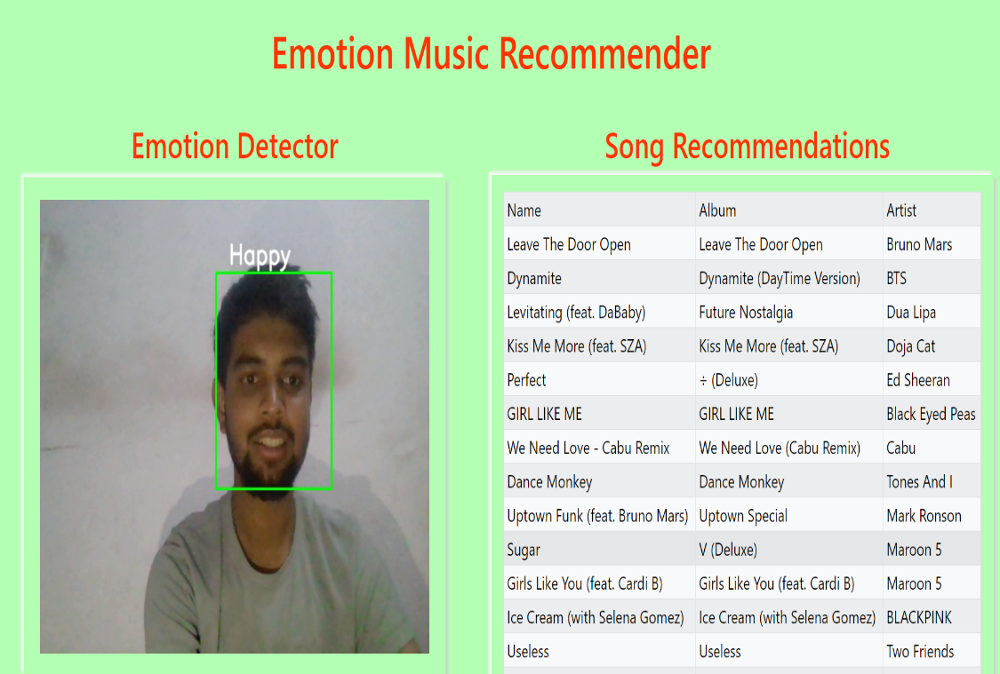 Emotion Music Recommender
Emotion Detector
Happy
Song Recommendations
Name Album Artist
Leave The Door Open Leave The Door Open Bruno Mars
Dynamite Dynamite (DayTime Version) BTS
Levitating (feat. DaBaby) Future Nostalgia Dua Lipa
Kiss Me More (feat. SZA) Kiss Me More (feat. SZA) Doja Cat
Perfect ÷ (Deluxe) Ed Sheeran
GIRL LIKE ME GIRL LIKE ME Black Eyed Peas
We Need Love - Cabu Remix We Need Love (Cabu Remix) Cabu
Dance Monkey Dance Monkey Tones And I
Uptown Funk (feat. Bruno Mars) Uptown Special Mark Ronson
Sugar V (Deluxe) Maroon 5
Girls Like You (feat. Cardi B) Girls Like You (feat. Cardi B) Maroon 5
Ice Cream (with Selena Gomez) Ice Cream (with Selena Gomez) BLACKPINK
Useless Useless Two Friends